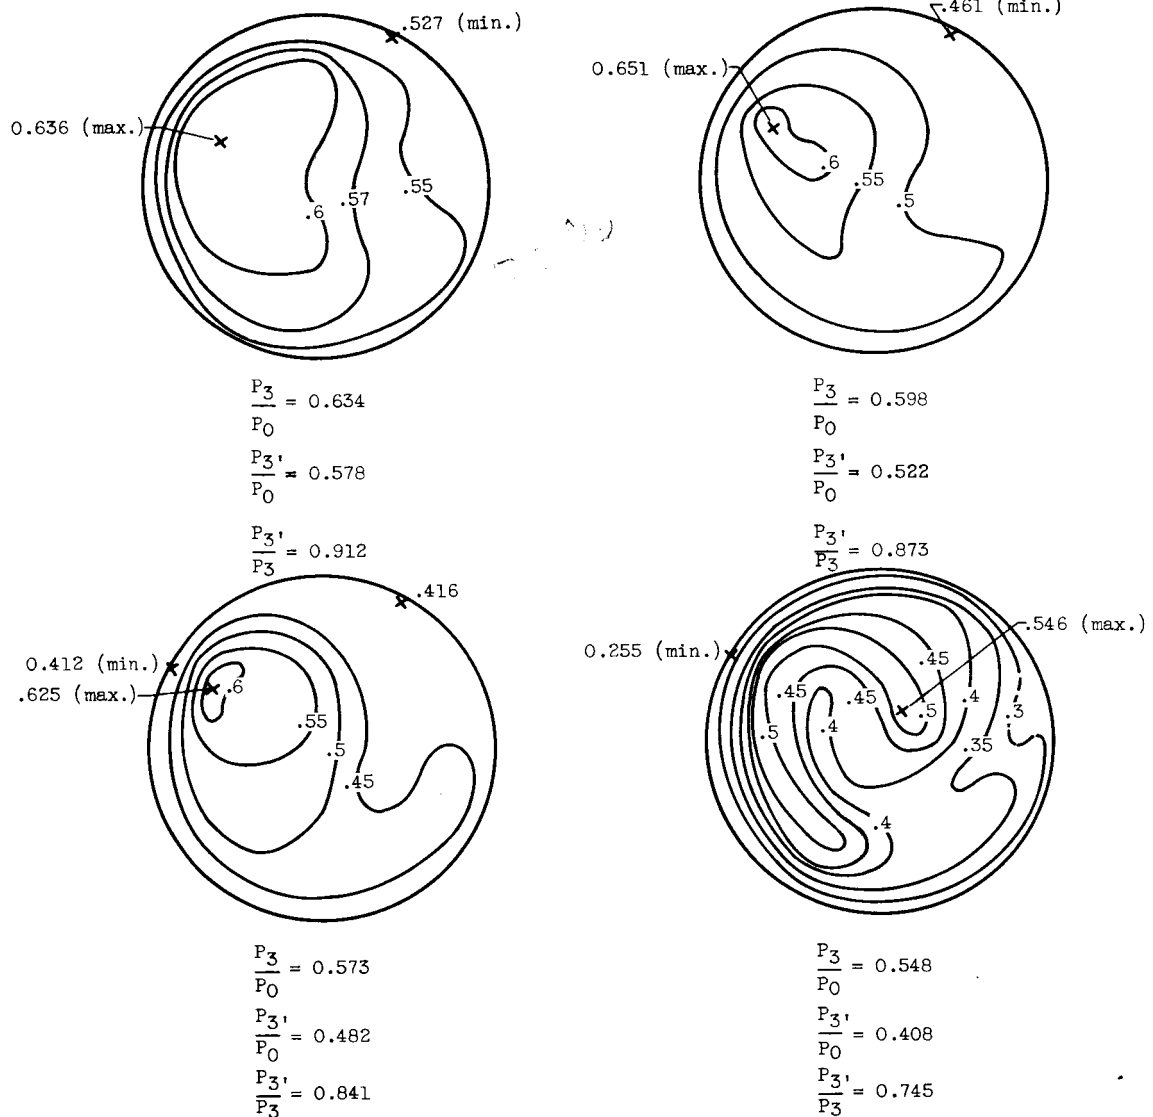 .527 (min.)
0.636 (max.)
.6
.57
.55
P3/P0 = 0.634
P3'/P0 = 0.578
P3'/P3 = 0.912
.461 (min.)
0.651 (max.)
.6
.55
.5
P3/P0 = 0.598
P3'/P0 = 0.522
P3'/P3 = 0.873
.416
0.412 (min.)
.625 (max.)
.6
.55
.5
.45
P3/P0 = 0.573
P3'/P0 = 0.482
P3'/P3 = 0.841
.546 (max.)
0.255 (min.)
.45
.45
.45
.4
.5
.3
.5
.4
.35
.4
P3/P0 = 0.548
P3'/P0 = 0.408
P3'/P3 = 0.745